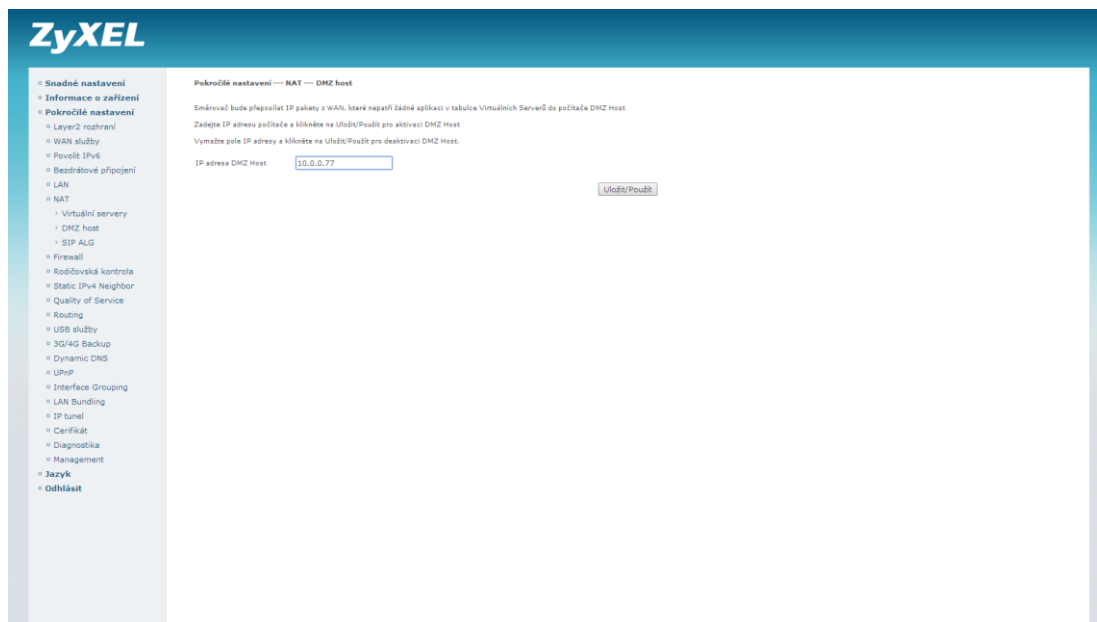 ZyXEL
Snadné nastavení
Informace o zařízení
Pokročilé nastavení
Layer2 rozhraní
WAN služby
Povolit IPv6
Bezdrátové připojení
LAN
NAT
Virtuální servery
DMZ host
SIP ALG
Firewall
Rodičovská kontrola
Static IPv4 Neighbor
Quality of Service
Routing
USB služby
3G/4G Backup
Dynamic DNS
UPnP
Interface Grouping
LAN Bundling
IP tunel
Cerifikát
Diagnostika
Management
Jazyk
Odhlásit
Pokročilé nastavení --- NAT --- DMZ host
Směrovač bude přeposílat IP pakety z WAN, které nepatří žádné aplikaci v tabulce Virtuálních Serverů do počítače DMZ Host
Zadejte IP adresu počítače a klikněte na Uložit/Použít pro aktivaci DMZ Host
Vymažte pole IP adresy a klikněte na Uložit/Použít pro deaktivaci DMZ Host.
IP adresa DMZ Host 10.0.0.77
Uložit/Použít